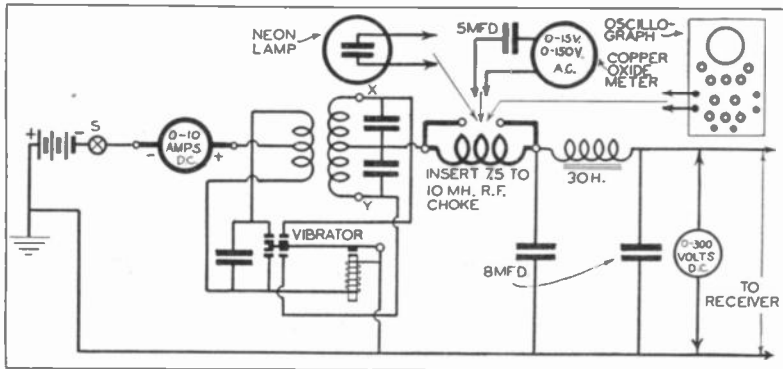 NEON
LAMP
5MFD
0-15V.
0-150V.
A.C.
COPPER
OXIDE
METER
OSCILLO-
GRAPH
+
-
S
0-10
AMPS
D.C.
-
+
X
Y
INSERT 7.5 TO
10 MH. R.F.
CHOKE
30H.
VIBRATOR
8MFD
0-300
VOLTS
D.C.
TO
RECEIVER